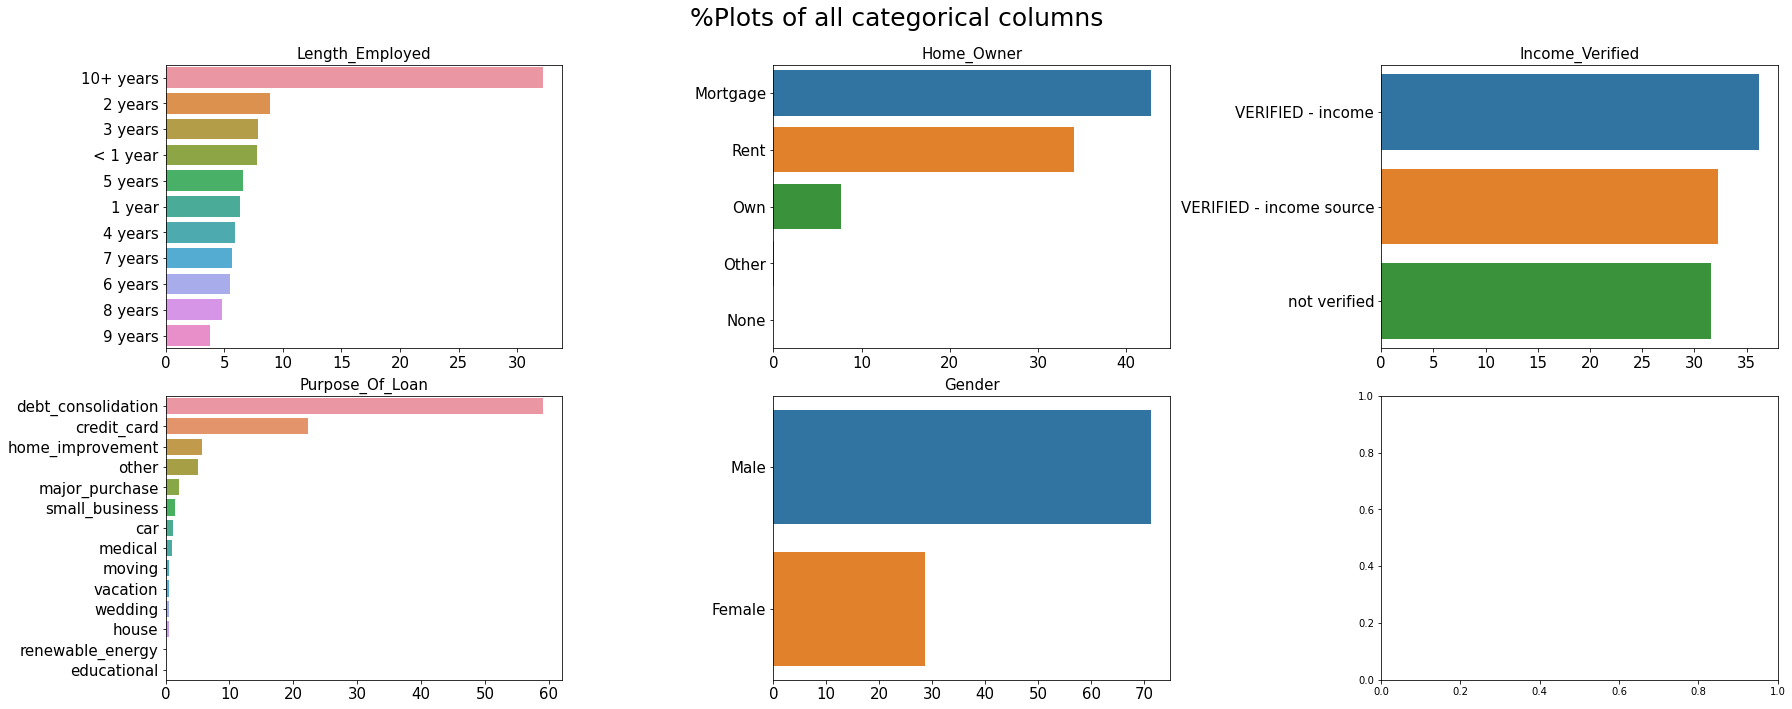 %Plots of all categorical columns
Length_Employed
10+ years
2 years
3 years
< 1 year
5 years
1 year
4 years
7 years
6 years
8 years
9 years
0 5 10 15 20 25 30
Home_Owner
Mortgage
Rent
Own
Other
None
0 10 20 30 40
Income_Verified
VERIFIED - income
VERIFIED - income source
not verified
0 5 10 15 20 25 30 35
Purpose_Of_Loan
debt_consolidation
credit_card
home_improvement
other
major_purchase
small_business
car
medical
moving
vacation
wedding
house
renewable_energy
educational
0 10 20 30 40 50 60
Gender
Male
Female
0 10 20 30 40 50 60 70
1.0
0.8
0.6
0.4
0.2
0.0
0.0 0.2 0.4 0.6 0.8 1.0